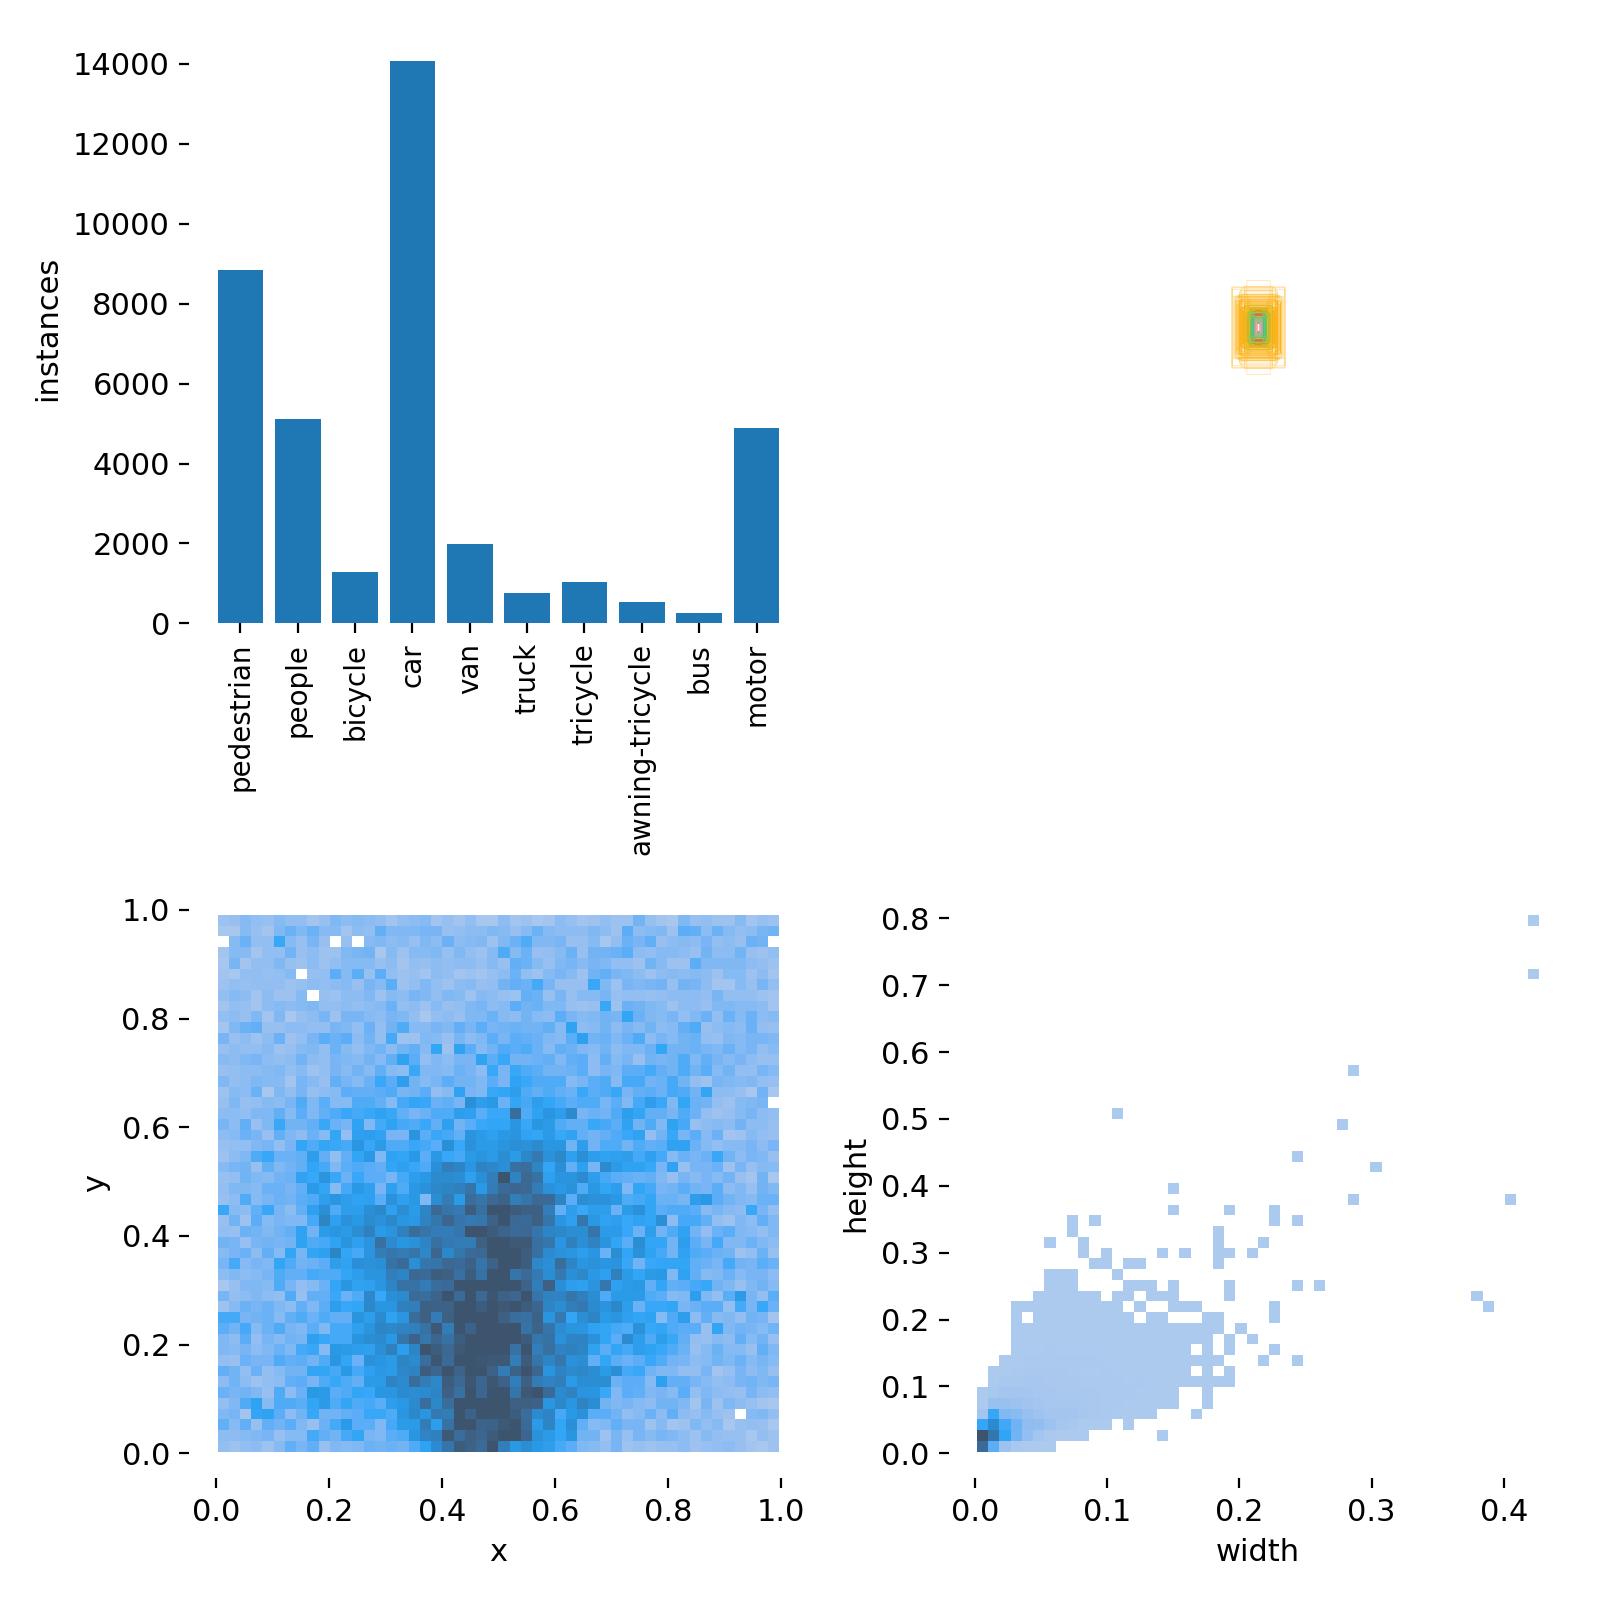 14000
12000
10000
8000
6000
4000
2000
0
instances
pedestrian
people
bicycle
car
van
truck
tricycle
awning-tricycle
bus
motor
1.0
0.8
0.6
0.4
0.2
0.0
y
0.0 0.2 0.4 0.6 0.8 1.0
x
0.8
0.7
0.6
0.5
0.4
0.3
0.2
0.1
0.0
height
0.0 0.1 0.2 0.3 0.4
width